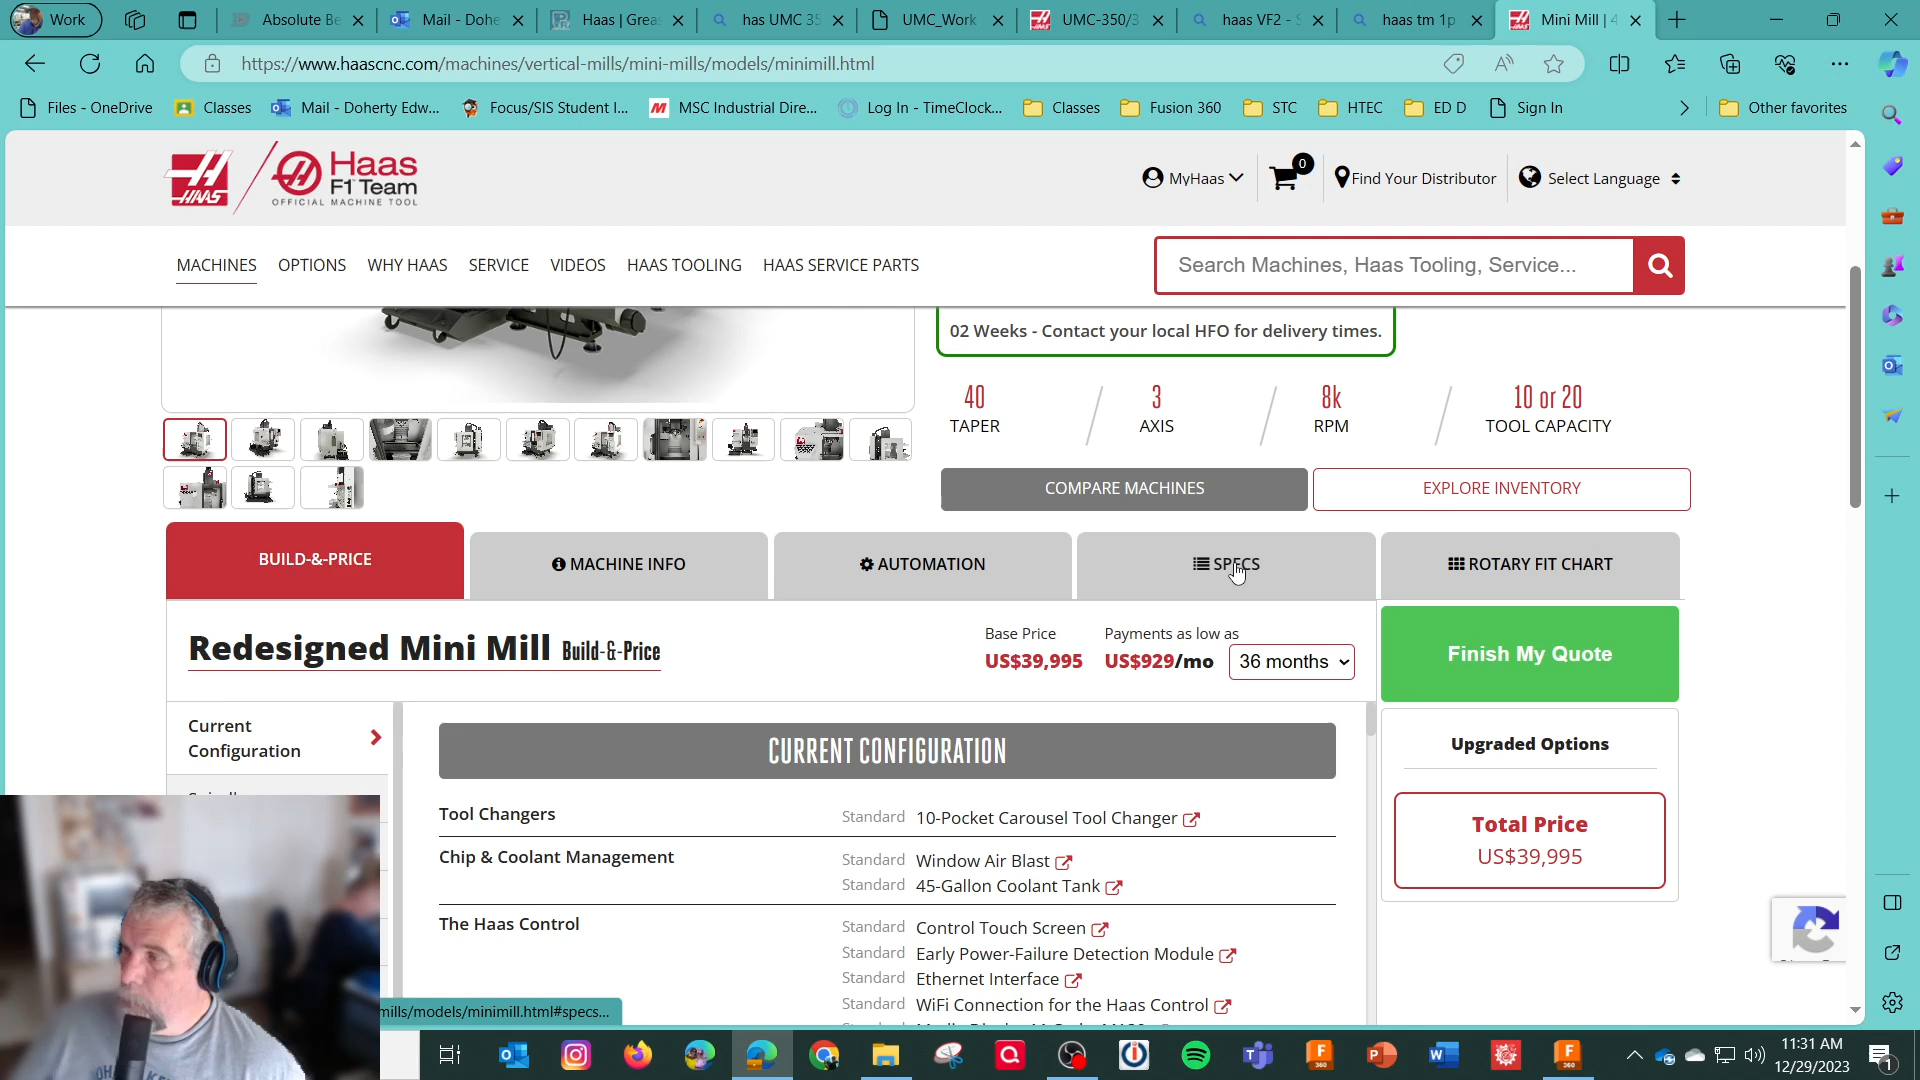 Work
Absolute Be
Mail - Dohe
Haas | Grea
has UMC 35
UMC_Work
UMC-350/3
haas VF2 - S
haas tm 1p
Mini Mill | 4
https://www.haascnc.com/machines/vertical-mills/mini-mills/models/minimill.html
Files - OneDrive
Classes
Mail - Doherty Edw...
Focus/SIS Student I...
MSC Industrial Dire...
Log In - TimeClock...
Classes
Fusion 360
STC
HTEC
ED D
Sign In
Other favorites
HAAS
Haas
F1 Team
OFFICIAL MACHINE TOOL
MyHaas
0
Find Your Distributor
Select Language
MACHINES
OPTIONS
WHY HAAS
SERVICE
VIDEOS
HAAS TOOLING
HAAS SERVICE PARTS
Search Machines, Haas Tooling, Service...
02 Weeks - Contact your local HFO for delivery times.
40
TAPER
3
AXIS
8k
RPM
10 or 20
TOOL CAPACITY
COMPARE MACHINES
EXPLORE INVENTORY
BUILD-&-PRICE
MACHINE INFO
AUTOMATION
SPECS
ROTARY FIT CHART
Redesigned Mini Mill Build-&-Price
Base Price
US$39,995
Payments as low as
US$929/mo
36 months
Finish My Quote
Current
Configuration
CURRENT CONFIGURATION
Upgraded Options
Total Price
US$39,995
Tool Changers
Standard 10-Pocket Carousel Tool Changer
Chip & Coolant Management
Standard Window Air Blast
Standard 45-Gallon Coolant Tank
The Haas Control
Standard Control Touch Screen
Standard Early Power-Failure Detection Module
Standard Ethernet Interface
Standard WiFi Connection for the Haas Control
mills/models/minimill.html#specs...
11:31 AM
12/29/2023
1